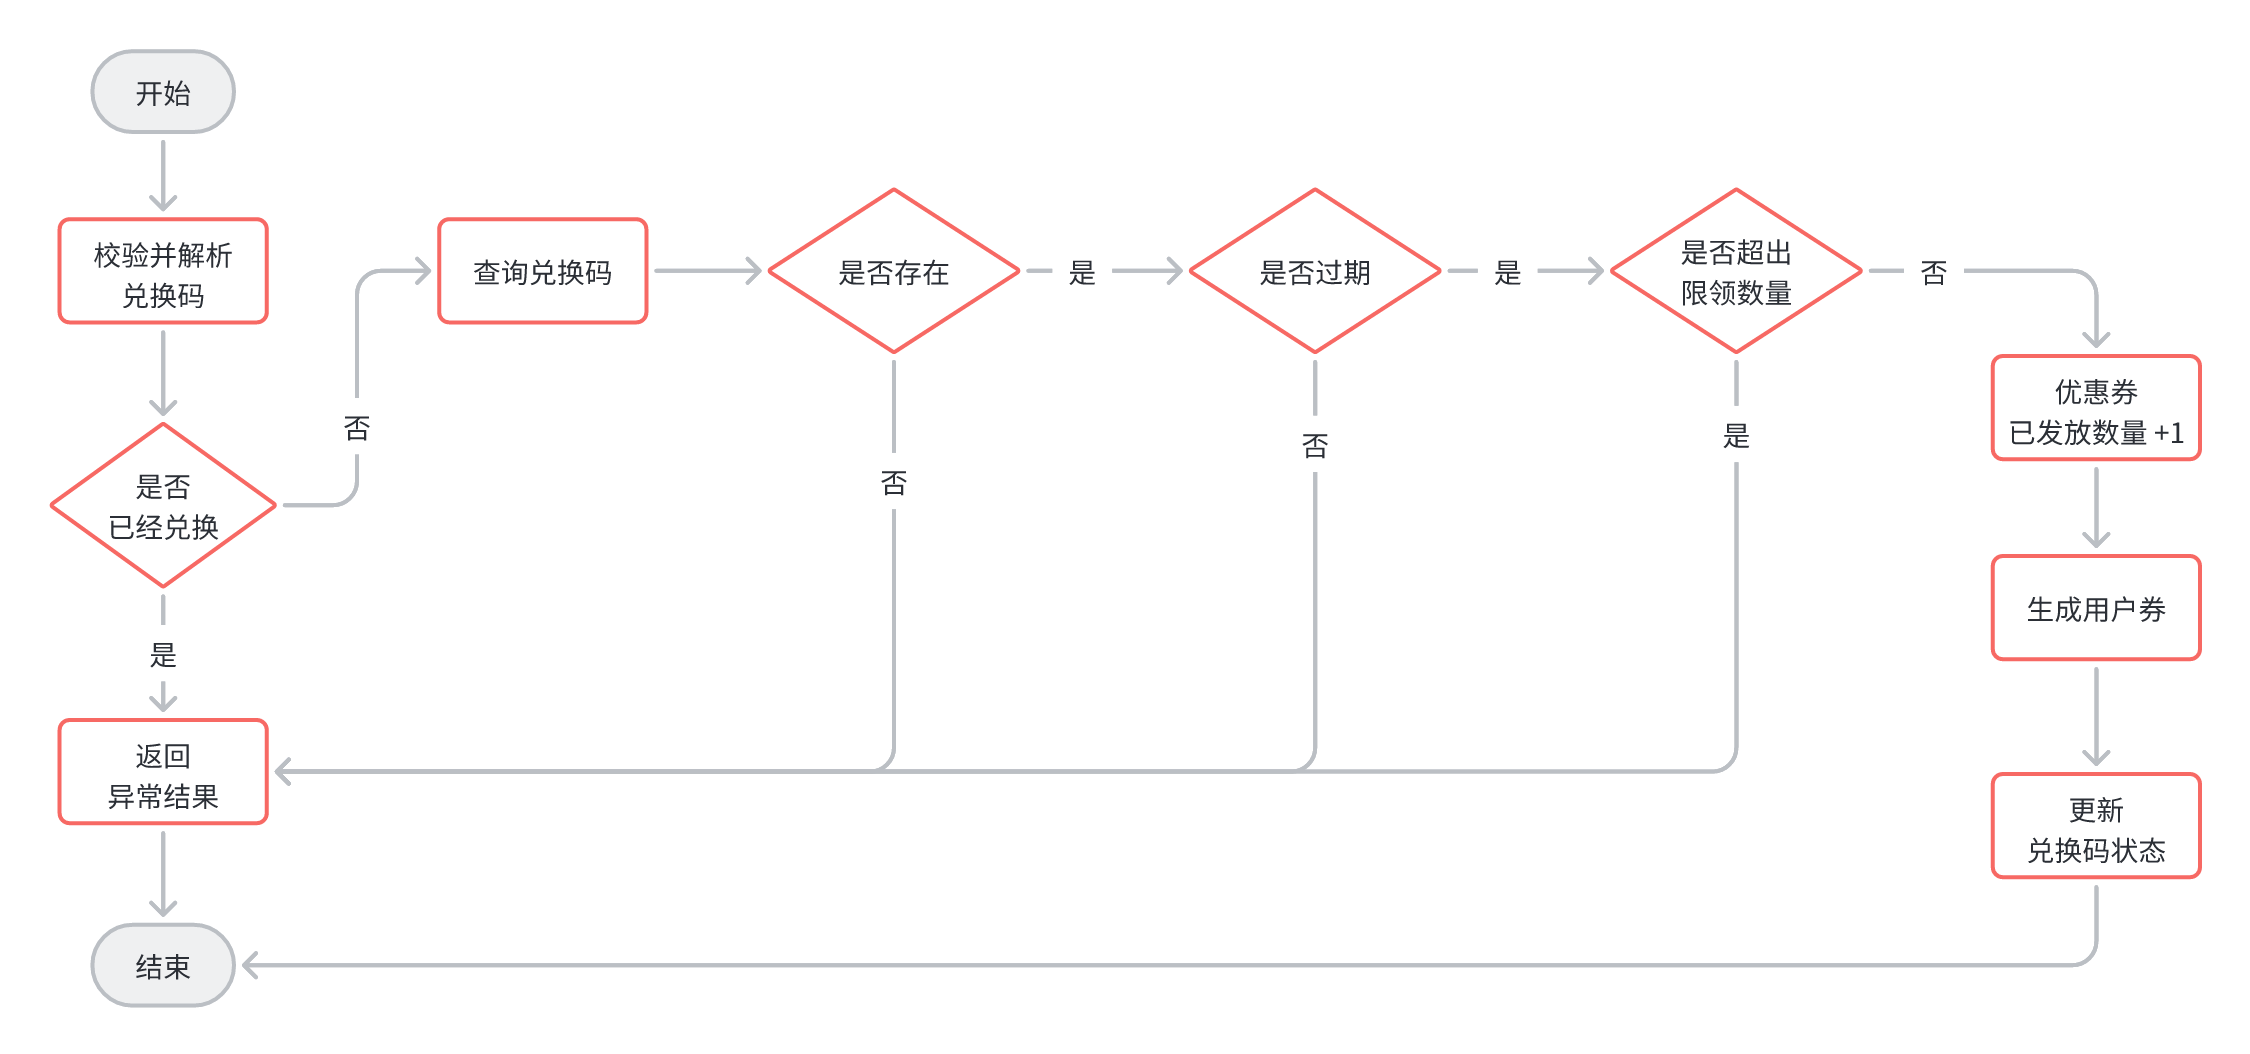 开始
校验并解析
兑换码
是否
已经兑换
是
返回
异常结果
结束
否
查询兑换码
是否存在
是
否
是否过期
是
否
是否超出
限领数量
否
是
优惠券
已发放数量 +1
生成用户券
更新
兑换码状态